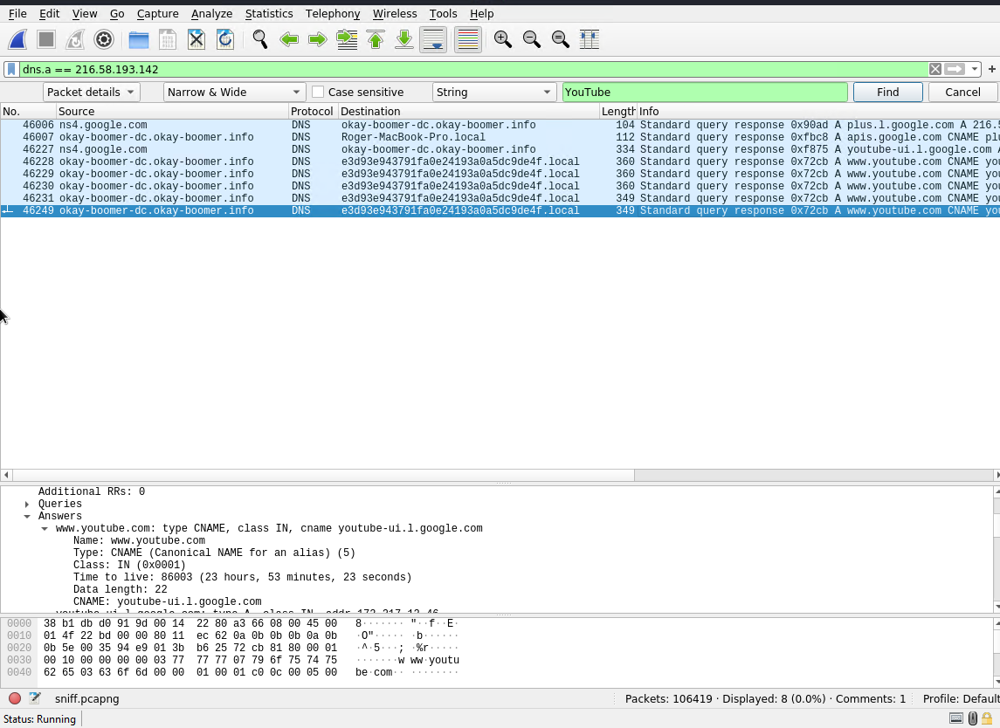 File Edit View Go Capture Analyze Statistics Telephony Wireless Tools Help
dns.a == 216.58.193.142
Packet details Narrow & Wide Case sensitive String YouTube Find Cancel
No. Source Protocol Destination Length Info
46006 ns4.google.com DNS okay-boomer-dc.okay-boomer.info 104 Standard query response 0x90ad A plus.l.google.com A 216.5
46007 okay-boomer-dc.okay-boomer.info DNS Roger-MacBook-Pro.local 112 Standard query response 0xfbc8 A apis.google.com CNAME pl
46227 ns4.google.com DNS okay-boomer-dc.okay-boomer.info 334 Standard query response 0xf875 A youtube-ui.l.google.com A
46228 okay-boomer-dc.okay-boomer.info DNS e3d93e943791fa0e24193a0a5dc9de4f.local 360 Standard query response 0x72cb A www.youtube.com CNAME you
46229 okay-boomer-dc.okay-boomer.info DNS e3d93e943791fa0e24193a0a5dc9de4f.local 360 Standard query response 0x72cb A www.youtube.com CNAME you
46230 okay-boomer-dc.okay-boomer.info DNS e3d93e943791fa0e24193a0a5dc9de4f.local 360 Standard query response 0x72cb A www.youtube.com CNAME you
46231 okay-boomer-dc.okay-boomer.info DNS e3d93e943791fa0e24193a0a5dc9de4f.local 349 Standard query response 0x72cb A www.youtube.com CNAME you
46249 okay-boomer-dc.okay-boomer.info DNS e3d93e943791fa0e24193a0a5dc9de4f.local 349 Standard query response 0x72cb A www.youtube.com CNAME you
Additional RRs: 0
Queries
Answers
www.youtube.com: type CNAME, class IN, cname youtube-ui.l.google.com
Name: www.youtube.com
Type: CNAME (Canonical NAME for an alias) (5)
Class: IN (0x0001)
Time to live: 86003 (23 hours, 53 minutes, 23 seconds)
Data length: 22
CNAME: youtube-ui.l.google.com
youtube-ui.l.google.com: type A, class IN, addr 172.217.12.46
0000 38 b1 db d0 91 9d 00 14 22 80 a3 66 08 00 45 00 8······· "··f··E·
0010 01 4f 22 bd 00 00 80 11 ec 62 0a 0b 0b 0b 0a 0b ·O"····· ·b······
0020 0b 5e 00 35 94 e9 01 3b b6 25 72 cb 81 80 00 01 ·^·5···; ·%r·····
0030 00 10 00 00 00 00 03 77 77 77 07 79 6f 75 74 75 ·······w ww·youtu
0040 62 65 03 63 6f 6d 00 00 01 00 01 c0 0c 00 05 00 be·com·· ········
sniff.pcapng Packets: 106419 · Displayed: 8 (0.0%) · Comments: 1 Profile: Default
Status: Running